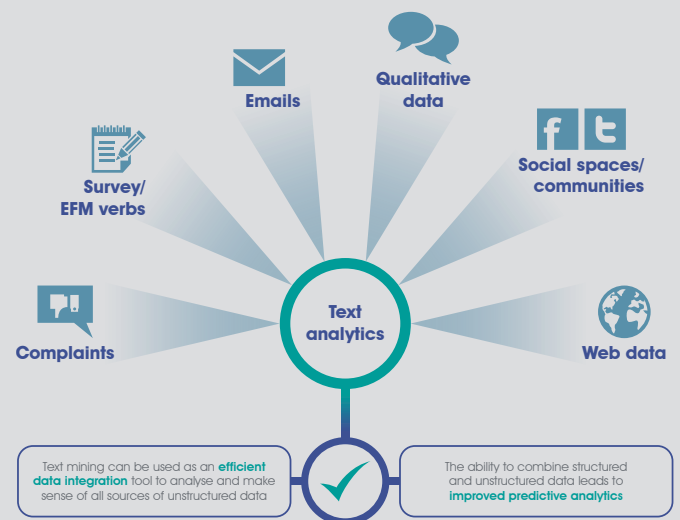 Emails
Qualitative
data
Survey/
EFM verbs
Social spaces/
communities
Complaints
Text
analytics
Web data
Text mining can be used as an efficient
data integration tool to analyse and make
sense of all sources of unstructured data
The ability to combine structured
and unstructured data leads to
improved predictive analytics